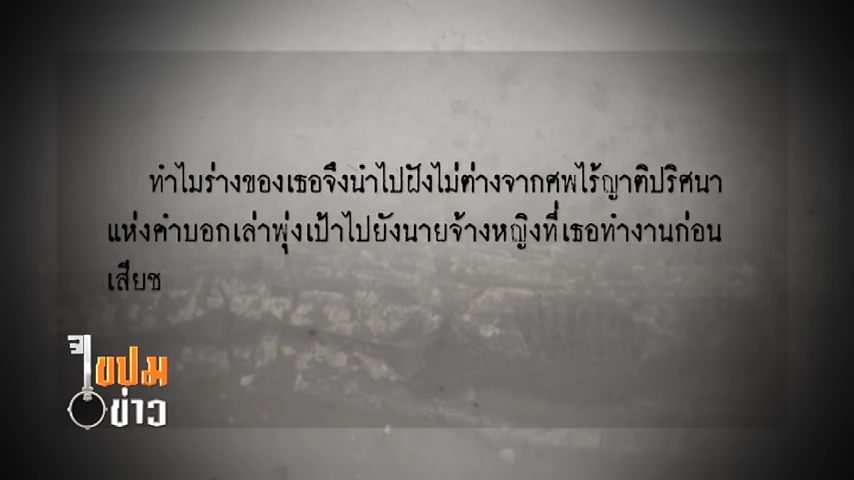 ทำไมร่างของเธอจึงนำไปฝังไม่ต่างจากศพไร้ญาติปริศนา
แห่งคำบอกเล่าพุ่งเป้าไปยังนายจ้างหญิงที่เธอทำงานก่อน
เสียช
ไขปม
ข่าว